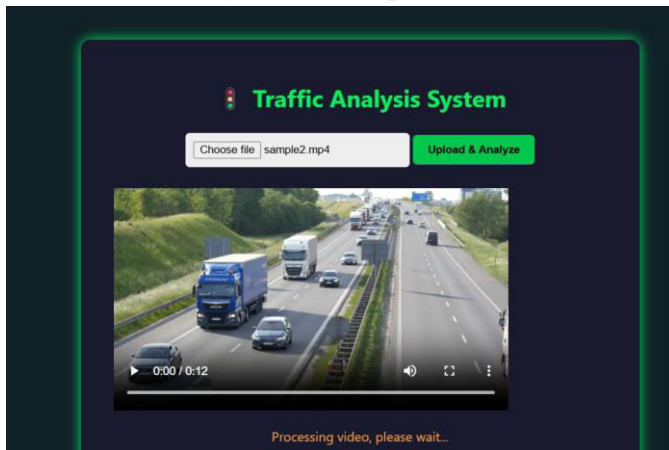 Traffic Analysis System
Choose file sample2.mp4 Upload & Analyze
0:00 / 0:12
Processing video, please wait...